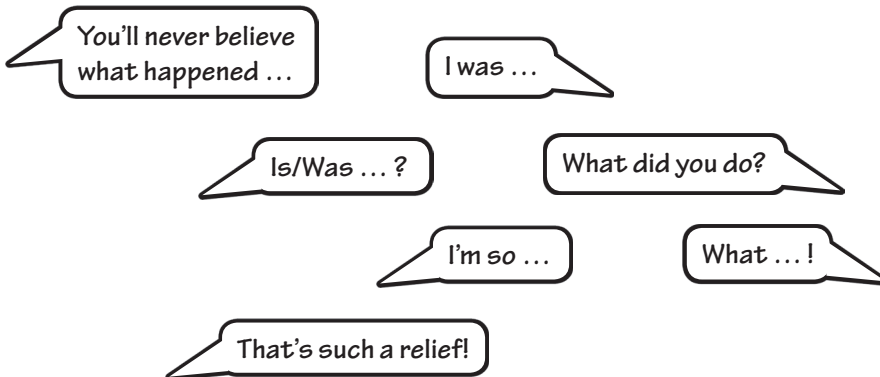 You'll never believe
what happened …
I was …
Is/Was … ?
What did you do?
I'm so …
What … !
That's such a relief!